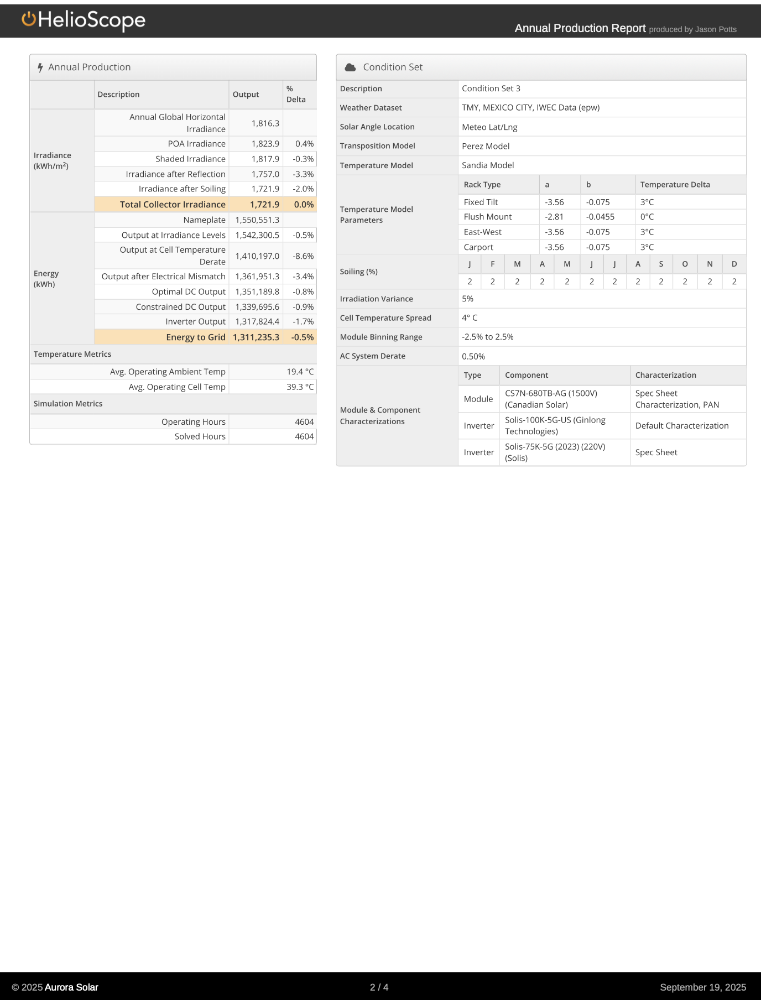 HelioScope
Annual Production Report produced by Jason Potts
Annual Production
Description Output % Delta
Irradiance (kWh/m2)
Annual Global Horizontal Irradiance 1,816.3
POA Irradiance 1,823.9 0.4%
Shaded Irradiance 1,817.9 -0.3%
Irradiance after Reflection 1,757.0 -3.3%
Irradiance after Soiling 1,721.9 -2.0%
Total Collector Irradiance 1,721.9 0.0%
Energy (kWh)
Nameplate 1,550,551.3
Output at Irradiance Levels 1,542,300.5 -0.5%
Output at Cell Temperature Derate 1,410,197.0 -8.6%
Output after Electrical Mismatch 1,361,951.3 -3.4%
Optimal DC Output 1,351,189.8 -0.8%
Constrained DC Output 1,339,695.6 -0.9%
Inverter Output 1,317,824.4 -1.7%
Energy to Grid 1,311,235.3 -0.5%
Temperature Metrics
Avg. Operating Ambient Temp 19.4 °C
Avg. Operating Cell Temp 39.3 °C
Simulation Metrics
Operating Hours 4604
Solved Hours 4604
Condition Set
Description Condition Set 3
Weather Dataset TMY, MEXICO CITY, IWEC Data (epw)
Solar Angle Location Meteo Lat/Lng
Transposition Model Perez Model
Temperature Model Sandia Model
Temperature Model Parameters
Rack Type a b Temperature Delta
Fixed Tilt -3.56 -0.075 3°C
Flush Mount -2.81 -0.0455 0°C
East-West -3.56 -0.075 3°C
Carport -3.56 -0.075 3°C
Soiling (%)
J F M A M J J A S O N D
2 2 2 2 2 2 2 2 2 2 2 2
Irradiation Variance 5%
Cell Temperature Spread 4° C
Module Binning Range -2.5% to 2.5%
AC System Derate 0.50%
Module & Component Characterizations
Type Component Characterization
Module CS7N-680TB-AG (1500V) (Canadian Solar) Spec Sheet Characterization, PAN
Inverter Solis-100K-5G-US (Ginlong Technologies) Default Characterization
Inverter Solis-75K-5G (2023) (220V) (Solis) Spec Sheet
© 2025 Aurora Solar 2 / 4 September 19, 2025